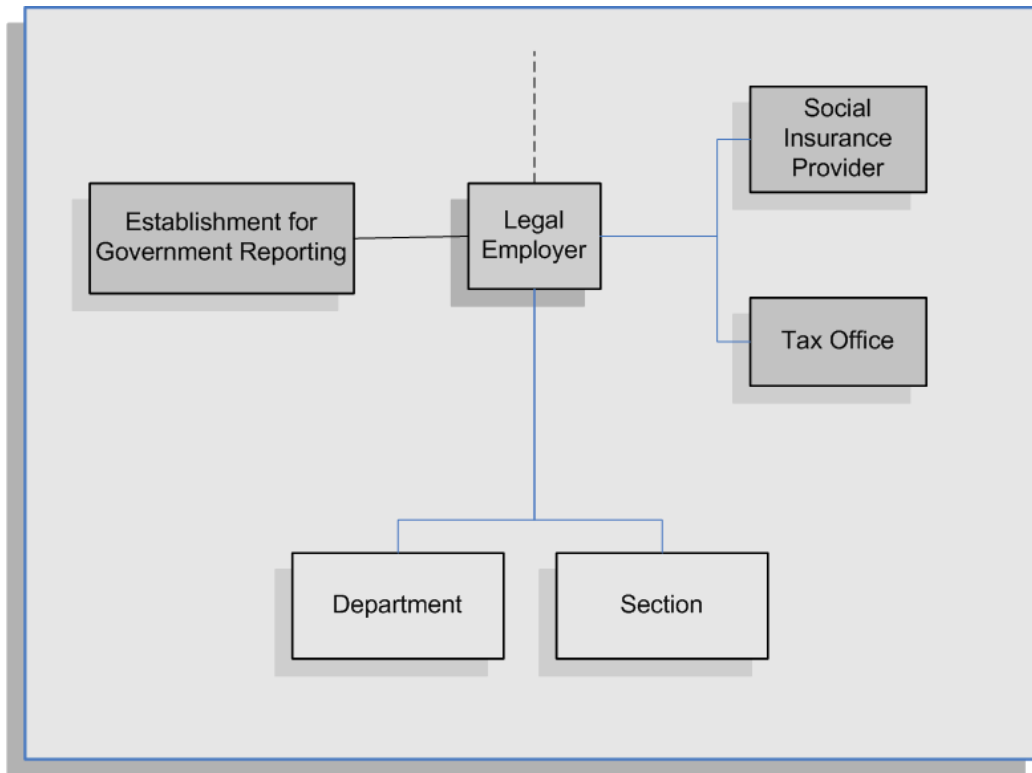 Social
Insurance
Provider
Establishment for
Government Reporting
Legal
Employer
Tax Office
Department
Section